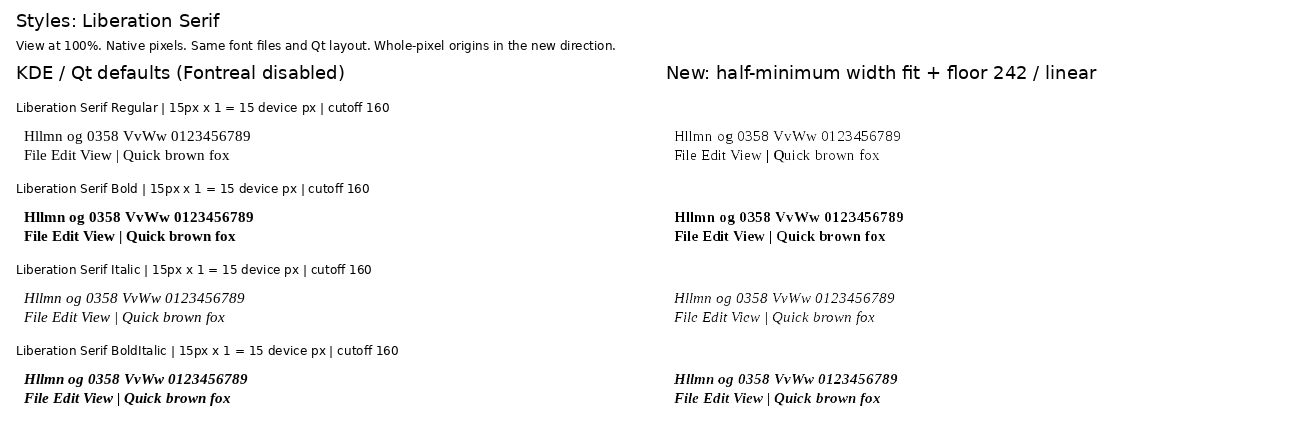 Styles: Liberation Serif
View at 100%. Native pixels. Same font files and Qt layout. Whole-pixel origins in the new direction.
KDE / Qt defaults (Fontreal disabled)
New: half-minimum width fit + floor 242 / linear
Liberation Serif Regular | 15px x 1 = 15 device px | cutoff 160
Hllmn og 0358 VvWw 0123456789
File Edit View | Quick brown fox
Hllmn og 0358 VvWw 0123456789
File Edit View | Quick brown fox
Liberation Serif Bold | 15px x 1 = 15 device px | cutoff 160
Hllmn og 0358 VvWw 0123456789
File Edit View | Quick brown fox
Hllmn og 0358 VvWw 0123456789
File Edit View | Quick brown fox
Liberation Serif Italic | 15px x 1 = 15 device px | cutoff 160
Hllmn og 0358 VvWw 0123456789
File Edit View | Quick brown fox
Hllmn og 0358 VvWw 0123456789
File Edit View | Quick brown fox
Liberation Serif BoldItalic | 15px x 1 = 15 device px | cutoff 160
Hllmn og 0358 VvWw 0123456789
File Edit View | Quick brown fox
Hllmn og 0358 VvWw 0123456789
File Edit View | Quick brown fox